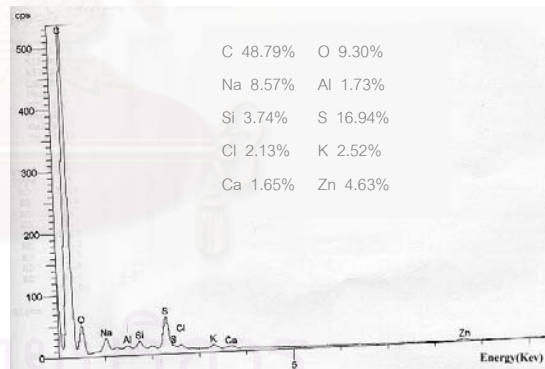 cps
C
500
C 48.79% O 9.30%
Na 8.57% Al 1.73%
400
Si 3.74% S 16.94%
Cl 2.13% K 2.52%
300
Ca 1.65% Zn 4.63%
200
100
O Na Al Si S S Cl K Ca Zn
0
5
Energy(Kev)